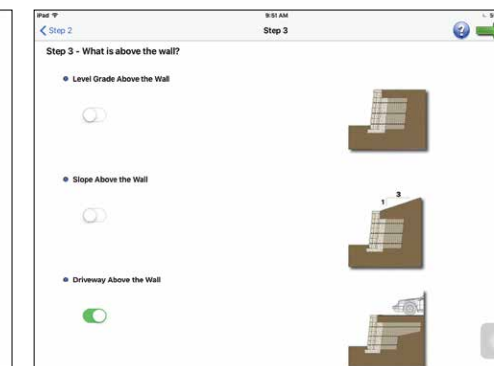 iPad
9:51 AM
Step 2
Step 3
?
Step 3 - What is above the wall?
Level Grade Above the Wall
Slope Above the Wall
1
3
Driveway Above the Wall